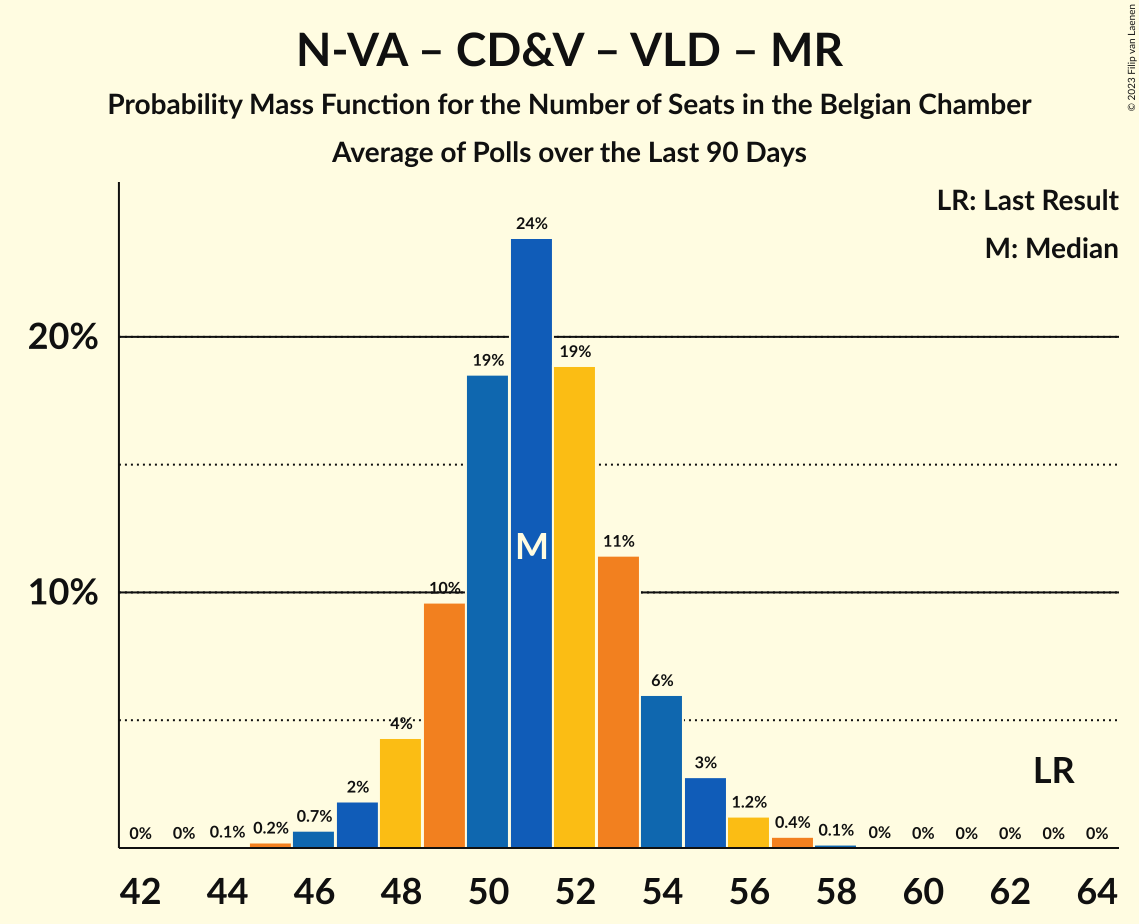 N-VA – CD&V – VLD – MR
Probability Mass Function for the Number of Seats in the Belgian Chamber
Average of Polls over the Last 90 Days
© 2023 Filip van Laenen
LR: Last Result
M: Median
20%
10%
0% 0% 0.1% 0.2% 0.7% 2% 4% 10% 19% 24% 19% 11% 6% 3% 1.2% 0.4% 0.1% 0% 0% 0% 0% 0% 0%
M
LR
42 44 46 48 50 52 54 56 58 60 62 64